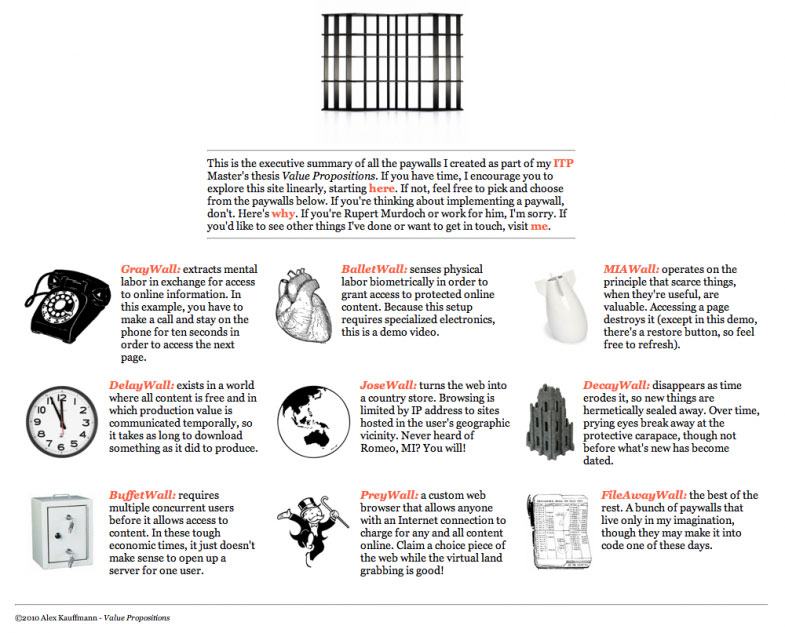 This is the executive summary of all the paywalls I created as part of my ITP
Master's thesis Value Propositions. If you have time, I encourage you to
explore this site linearly, starting here. If not, feel free to pick and choose
from the paywalls below. If you're thinking about implementing a paywall,
don't. Here's why. If you're Rupert Murdoch or work for him, I'm sorry. If
you'd like to see other things I've done or want to get in touch, visit me.
GrayWall: extracts mental
labor in exchange for access
to online information. In
this example, you have to
make a call and stay on the
phone for ten seconds in
order to access the next
page.
BalletWall: senses physical
labor biometrically in order to
grant access to protected online
content. Because this setup
requires specialized electronics,
this is a demo video.
MIAWall: operates on the
principle that scarce things,
when they're useful, are
valuable. Accessing a page
destroys it (except in this demo,
there's a restore button, so feel
free to refresh).
DelayWall: exists in a world
where all content is free and in
which production value is
communicated temporally, so
it takes as long to download
something as it did to produce.
JoseWall: turns the web into
a country store. Browsing is
limited by IP address to sites
hosted in the user's geographic
vicinity. Never heard of
Romeo, MI? You will!
DecayWall: disappears as time
erodes it, so new things are
hermetically sealed away. Over time,
prying eyes break away at the
protective carapace, though not
before what's new has become
dated.
BuffetWall: requires
multiple concurrent users
before it allows access to
content. In these tough
economic times, it just doesn't
make sense to open up a
server for one user.
PreyWall: a custom web
browser that allows anyone
with an Internet connection to
charge for any and all content
online. Claim a choice piece of
the web while the virtual land
grabbing is good!
FileAwayWall: the best of the
rest. A bunch of paywalls that
live only in my imagination,
though they may make it into
code one of these days.
©2010 Alex Kauffmann - Value Propositions